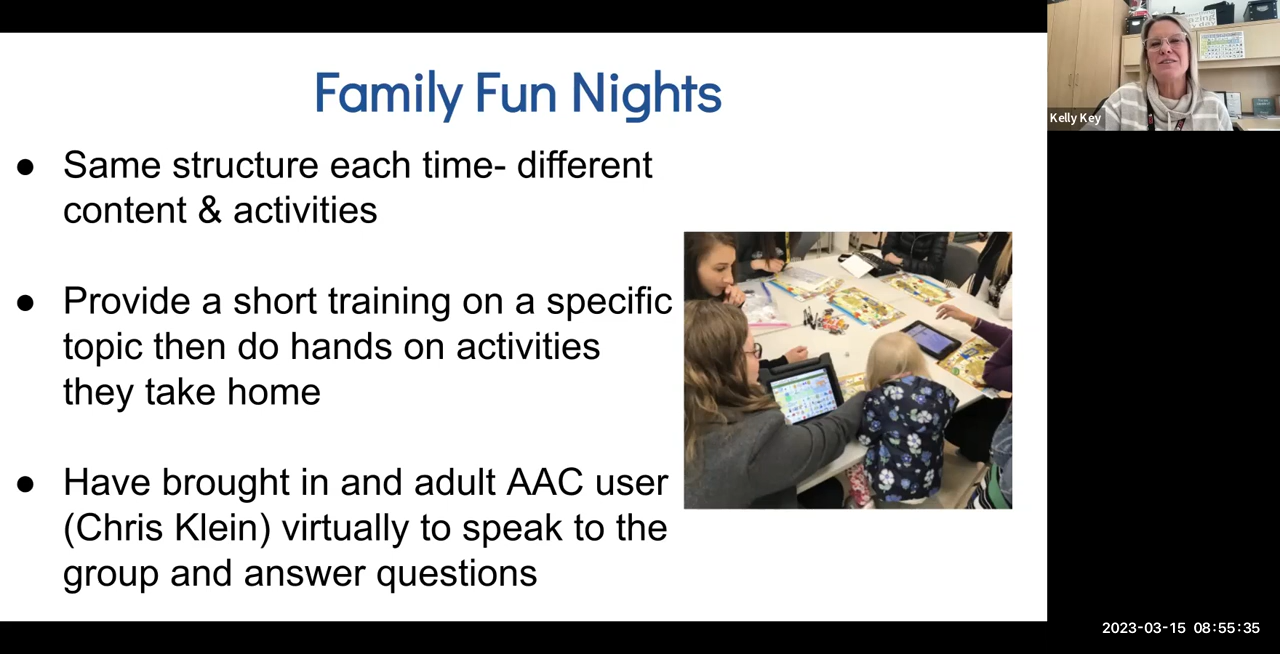 Family Fun Nights
● Same structure each time- different
content & activities
● Provide a short training on a specific
topic then do hands on activities
they take home
● Have brought in and adult AAC user
(Chris Klein) virtually to speak to the
group and answer questions
Kelly Key
2023-03-15 08:55:35